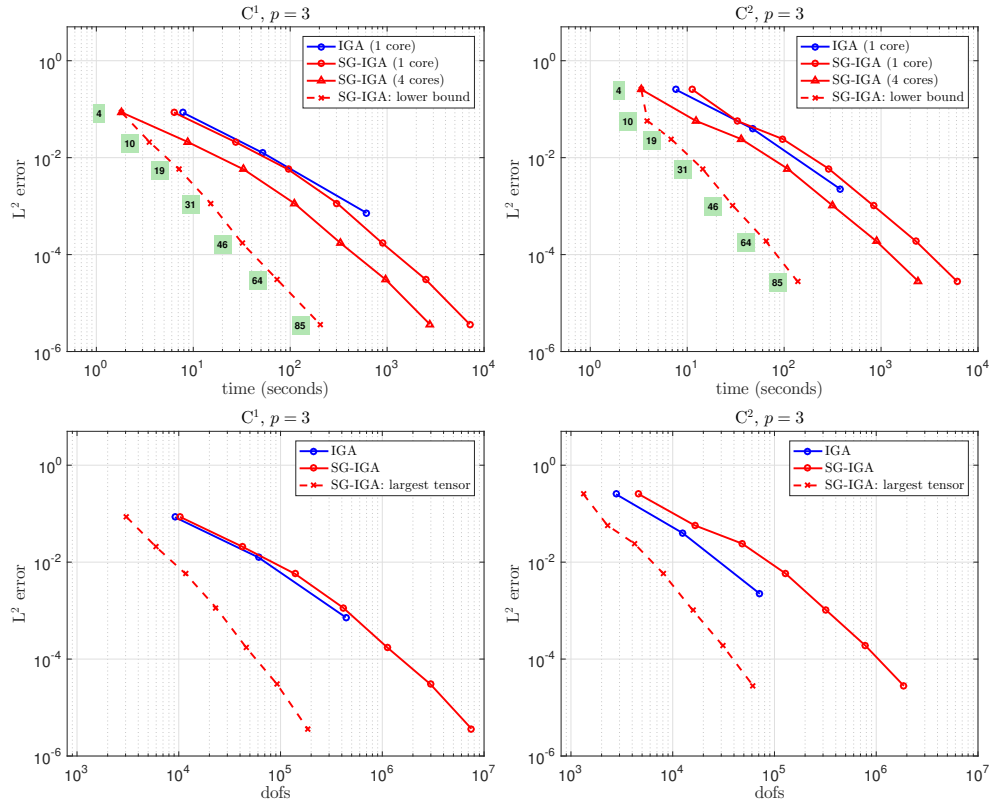 C¹, p = 3
L² error
10⁰
10⁻²
10⁻⁴
10⁻⁶
IGA (1 core)
SG-IGA (1 core)
SG-IGA (4 cores)
SG-IGA: lower bound
4
10
19
31
46
64
85
10⁰ 10¹ 10² 10³ 10⁴
time (seconds)
C², p = 3
L² error
10⁰
10⁻²
10⁻⁴
10⁻⁶
IGA (1 core)
SG-IGA (1 core)
SG-IGA (4 cores)
SG-IGA: lower bound
4
10
19
31
46
64
85
10⁰ 10¹ 10² 10³ 10⁴
time (seconds)
C¹, p = 3
L² error
10⁰
10⁻²
10⁻⁴
10⁻⁶
IGA
SG-IGA
SG-IGA: largest tensor
10³ 10⁴ 10⁵ 10⁶ 10⁷
dofs
C², p = 3
L² error
10⁰
10⁻²
10⁻⁴
10⁻⁶
IGA
SG-IGA
SG-IGA: largest tensor
10³ 10⁴ 10⁵ 10⁶ 10⁷
dofs